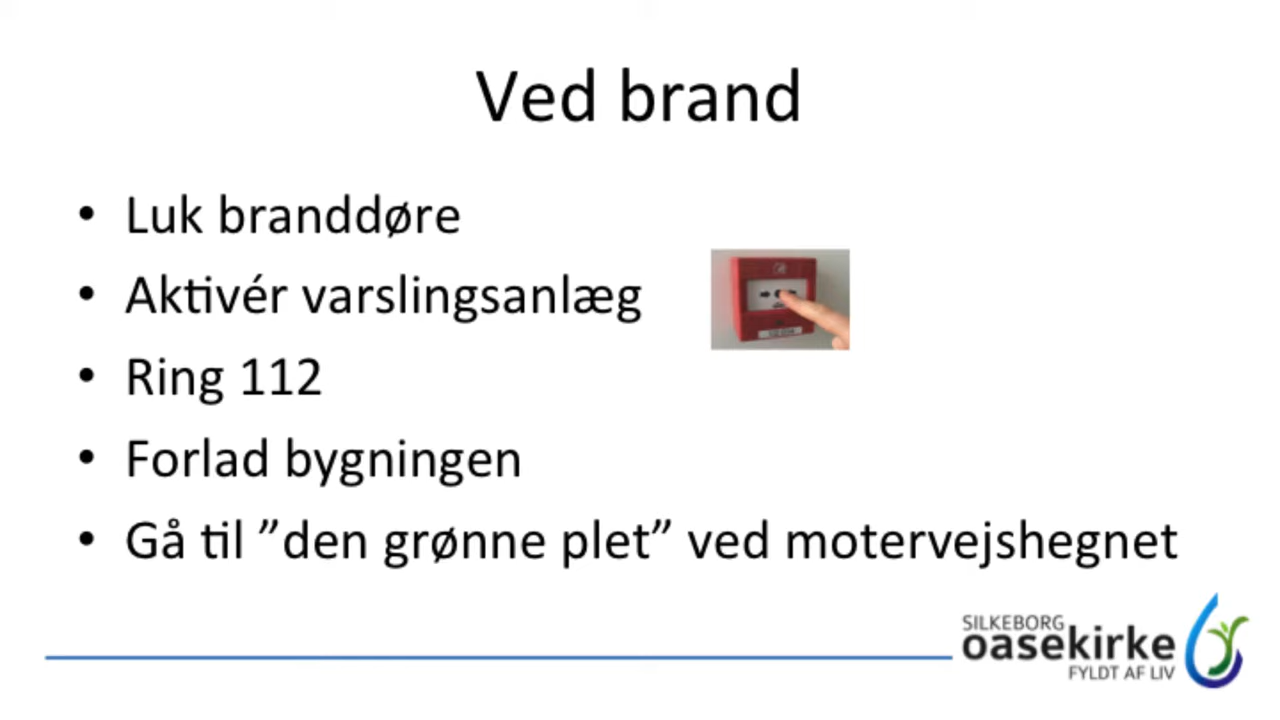 Ved brand
• Luk branddøre
• Aktivér varslingsanlæg
• Ring 112
• Forlad bygningen
• Gå til ”den grønne plet” ved motervejshegnet
SILKEBORG
oasekirke
FYLDT AF LIV